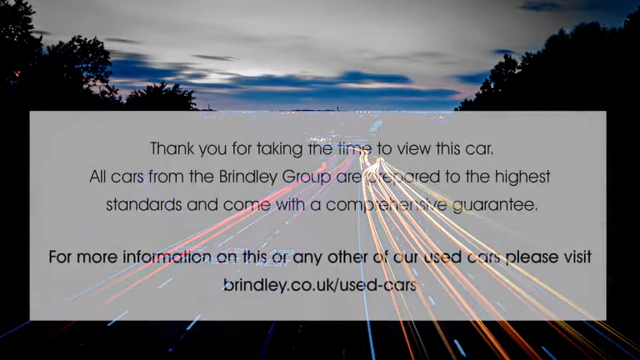 Thank you for taking the time to view this car.
All cars from the Brindley Group are prepared to the highest
standards and come with a comprehensive guarantee.
For more information on this or any other of our used cars please visit
brindley.co.uk/used-cars